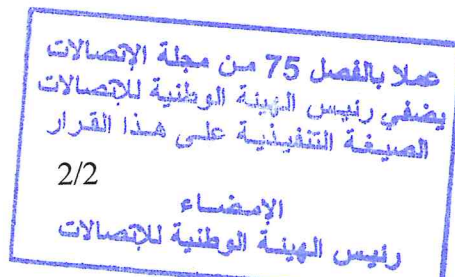 عملا بالفصل 75 من مجلة الإتصالات
يضفي رئيس الهيئة الوطنية للإتصالات
الصيغة التنفيذية على هذا القرار
2/2
الإمضاء
رئيس الهيئة الوطنية للإتصالات